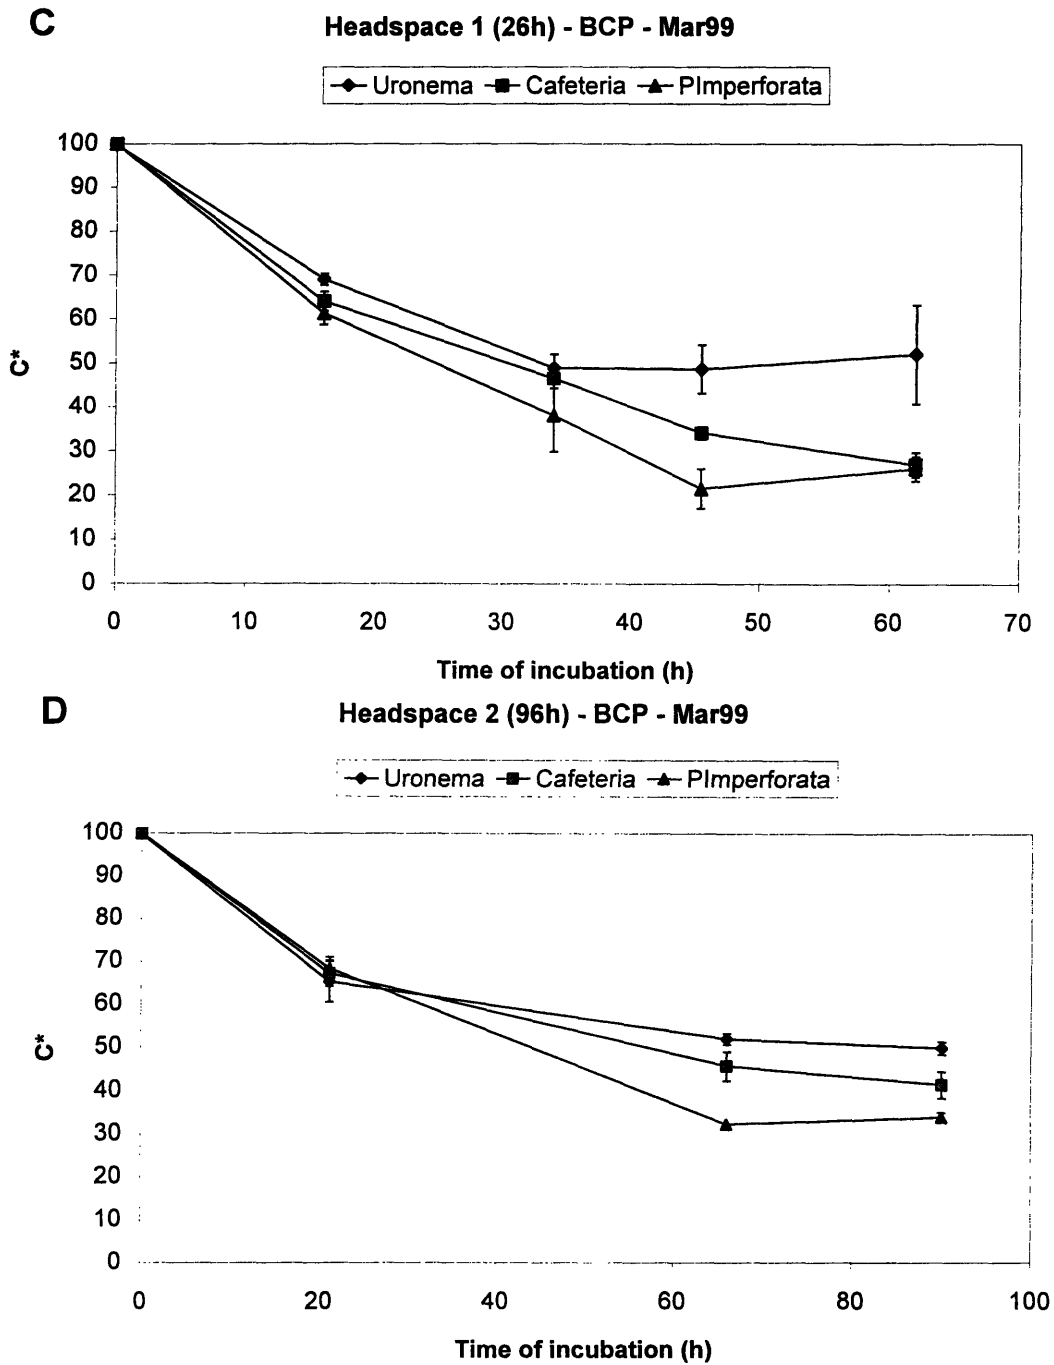 C
Headspace 1 (26h) - BCP - Mar99
Uronema Cafeteria PImperforata
100
90
80
70
60
50
40
30
20
10
0
C*
0 10 20 30 40 50 60 70
Time of incubation (h)
D
Headspace 2 (96h) - BCP - Mar99
Uronema Cafeteria PImperforata
100
90
80
70
60
50
40
30
20
10
0
C*
0 20 40 60 80 100
Time of incubation (h)